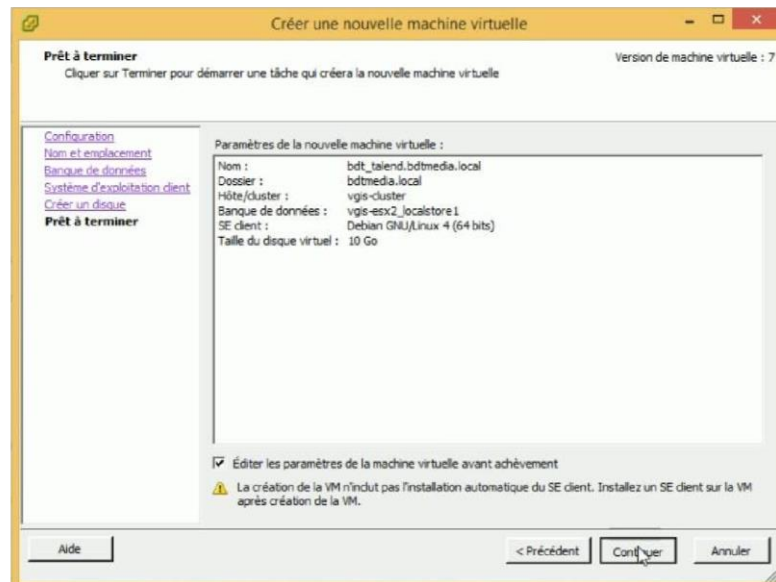 Créer une nouvelle machine virtuelle
Prêt à terminer
Cliquer sur Terminer pour démarrer une tâche qui créera la nouvelle machine virtuelle
Version de machine virtuelle : 7
Configuration
Nom et emplacement
Banque de données
Système d'exploitation client
Créer un disque
Prêt à terminer
Paramètres de la nouvelle machine virtuelle :
Nom : bdt_talend.bdtmedia.local
Dossier : bdtmedia.local
Hôte/cluster : vgis-cluster
Banque de données : vgis-esx2_localstore1
SE client : Debian GNU/Linux 4 (64 bits)
Taille du disque virtuel : 10 Go
Éditer les paramètres de la machine virtuelle avant achèvement
La création de la VM n'inclut pas l'installation automatique du SE client. Installez un SE client sur la VM
après création de la VM.
Aide
< Précédent
Continuer
Annuler